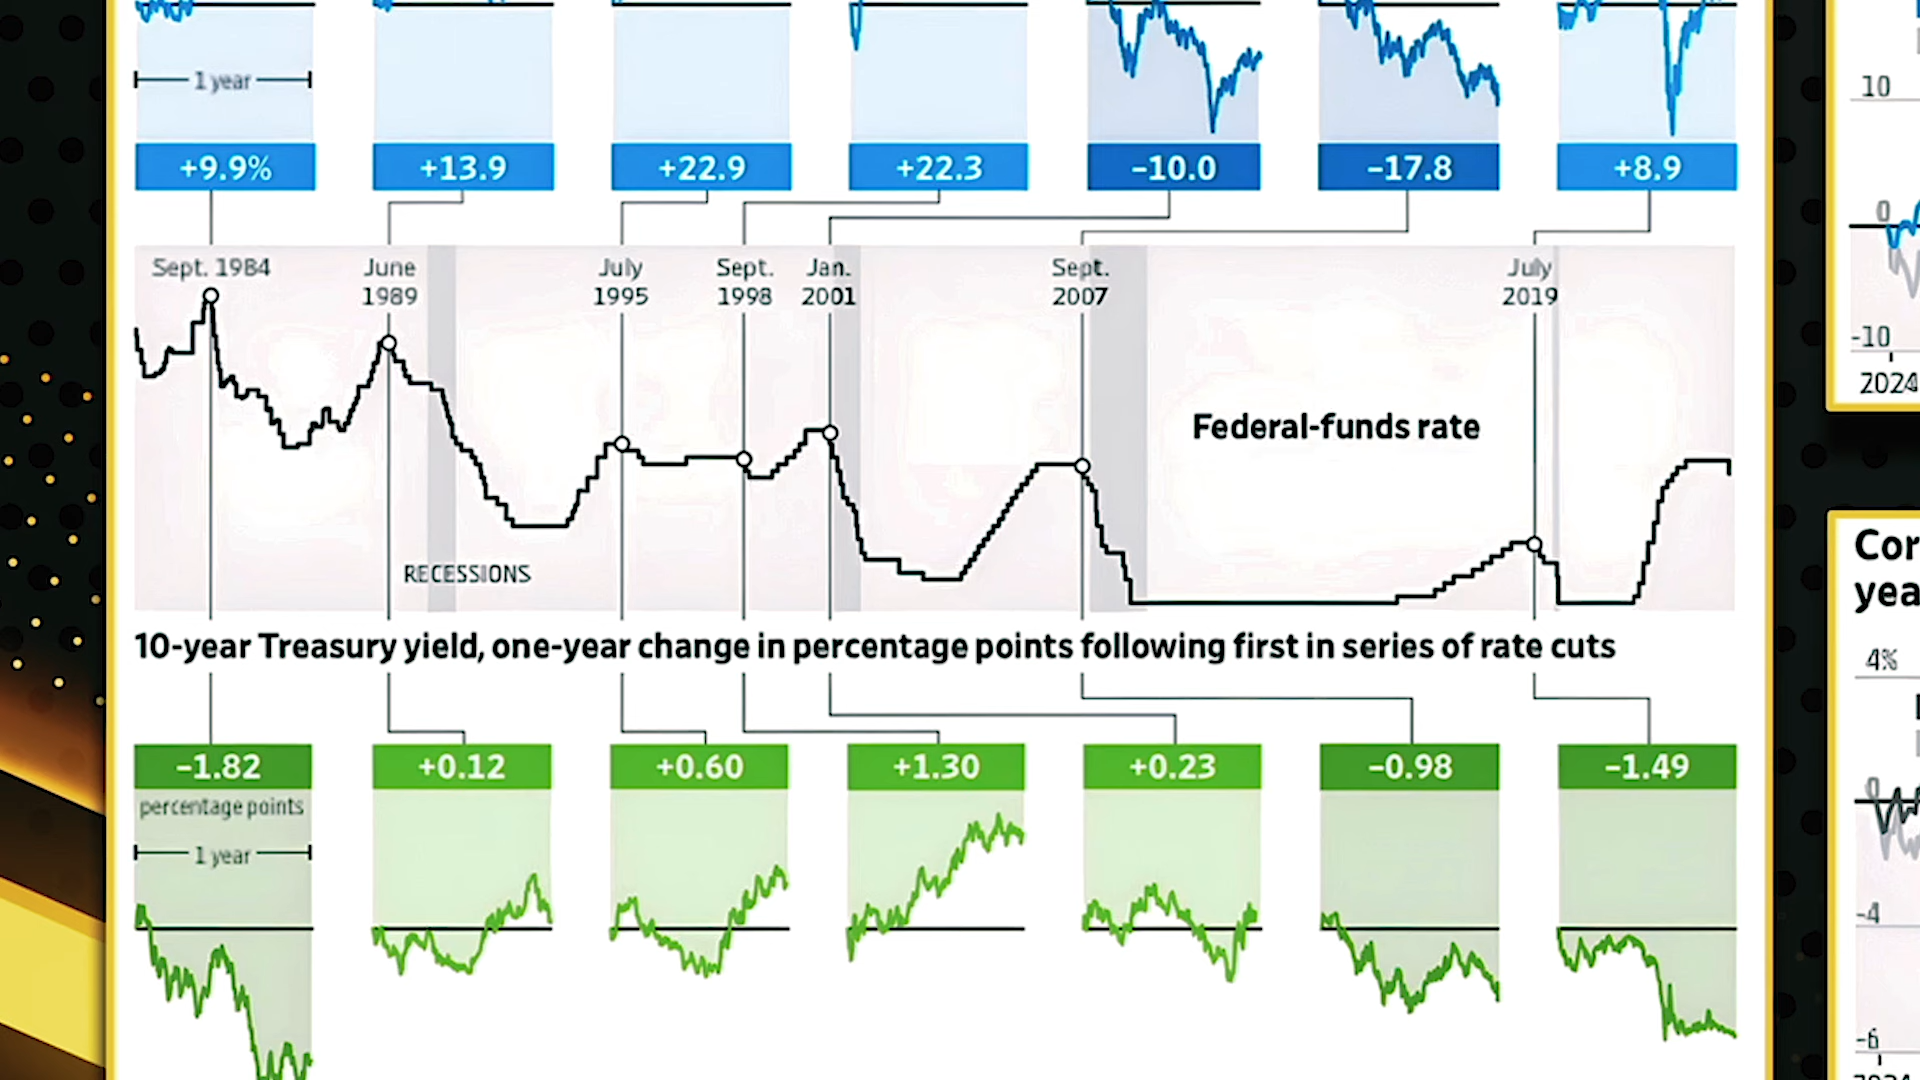 1 year
+9.9%
+13.9
+22.9
+22.3
−10.0
−17.8
+8.9
Sept. 1984
June
1989
July
1995
Sept.
1998
Jan.
2001
Sept.
2007
July
2019
Federal-funds rate
RECESSIONS
10-year Treasury yield, one-year change in percentage points following first in series of rate cuts
−1.82
+0.12
+0.60
+1.30
+0.23
−0.98
−1.49
percentage points
1 year
10
0
-10
2024
Cor
yea
4%
0
-4
-6